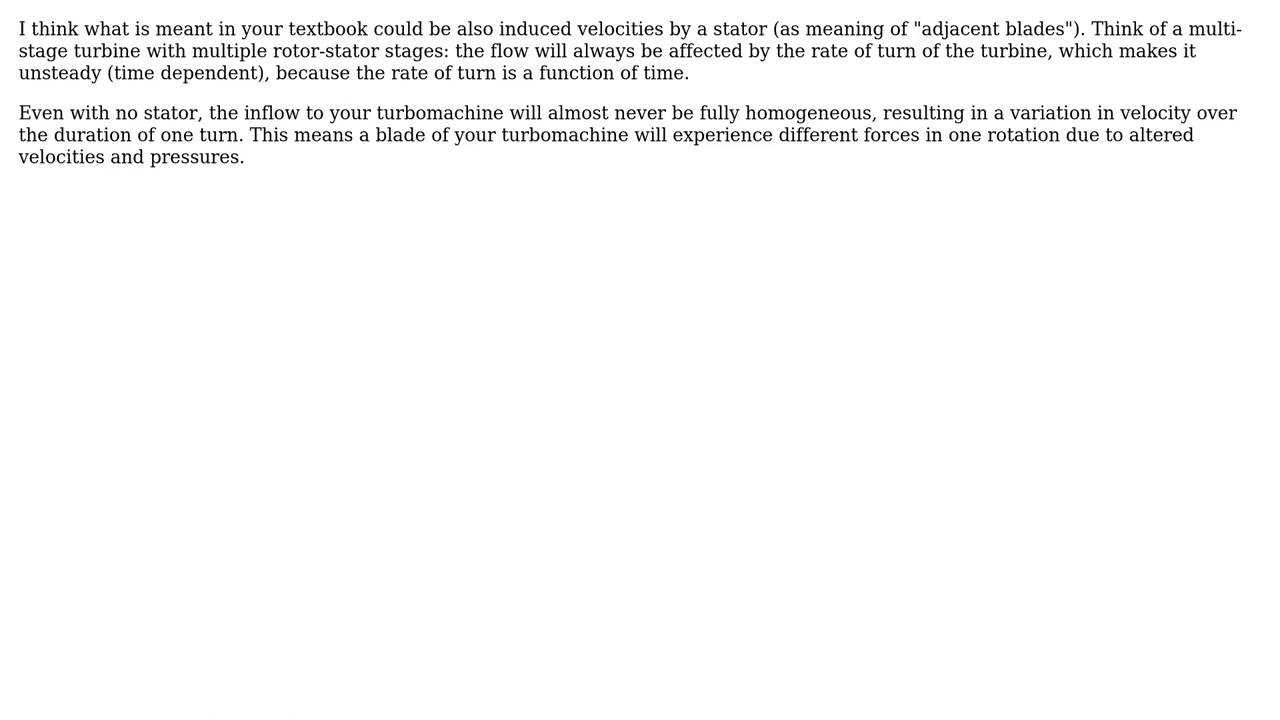 I think what is meant in your textbook could be also induced velocities by a stator (as meaning of "adjacent blades"). Think of a multi-
stage turbine with multiple rotor-stator stages: the flow will always be affected by the rate of turn of the turbine, which makes it
unsteady (time dependent), because the rate of turn is a function of time.
Even with no stator, the inflow to your turbomachine will almost never be fully homogeneous, resulting in a variation in velocity over
the duration of one turn. This means a blade of your turbomachine will experience different forces in one rotation due to altered
velocities and pressures.